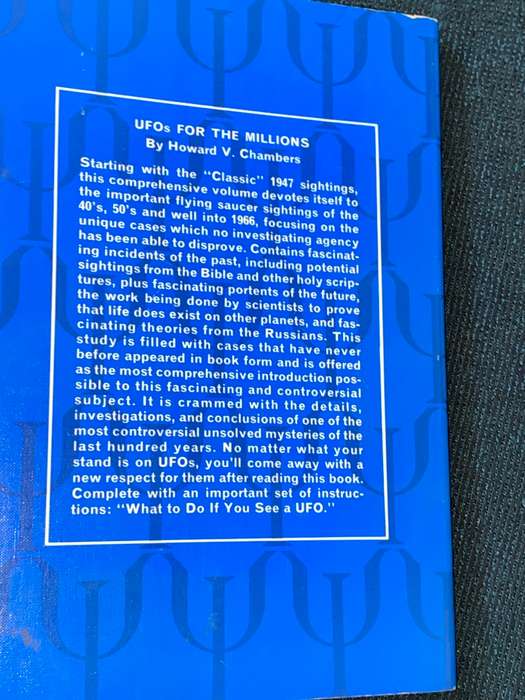 UFOs FOR THE MILLIONS
By Howard V. Chambers
Starting with the "Classic" 1947 sightings,
this comprehensive volume devotes itself to
the important flying saucer sightings of the
40's, 50's and well into 1966, focusing on the
unique cases which no investigating agency
has been able to disprove. Contains fascinat-
ing incidents of the past, including potential
sightings from the Bible and other holy scrip-
tures, plus fascinating portents of the future,
the work being done by scientists to prove
that life does exist on other planets, and fas-
cinating theories from the Russians. This
study is filled with cases that have never
before appeared in book form and is offered
as the most comprehensive introduction pos-
sible to this fascinating and controversial
subject. It is crammed with the details,
investigations, and conclusions of one of the
most controversial unsolved mysteries of the
last hundred years. No matter what your
stand is on UFOs, you'll come away with a
new respect for them after reading this book.
Complete with an important set of instruc-
tions: "What to Do If You See a UFO."